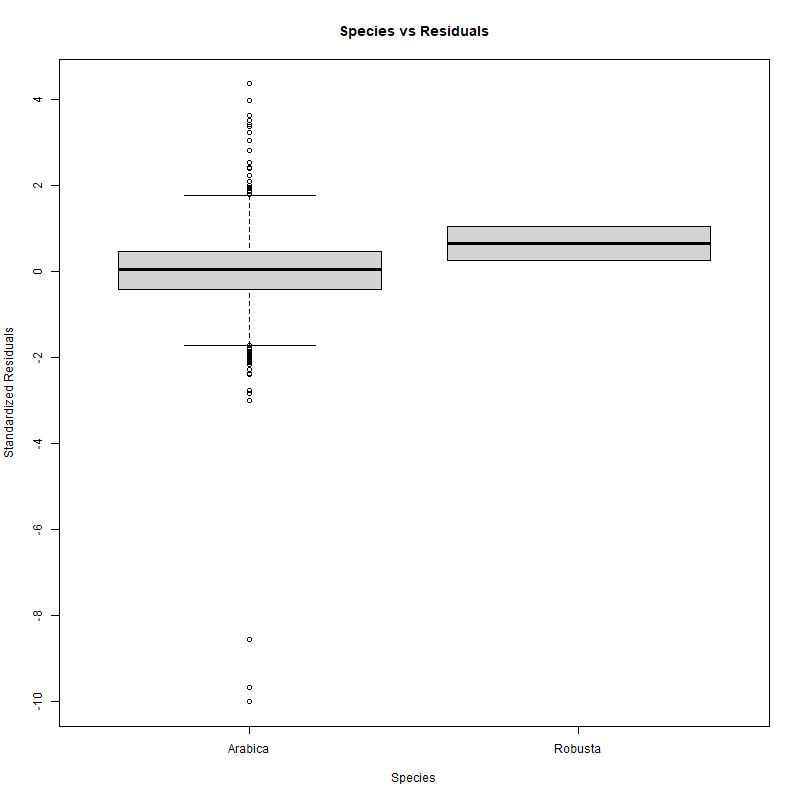 Species vs Residuals
Standardized Residuals
4
2
0
-2
-4
-6
-8
-10
Arabica
Robusta
Species